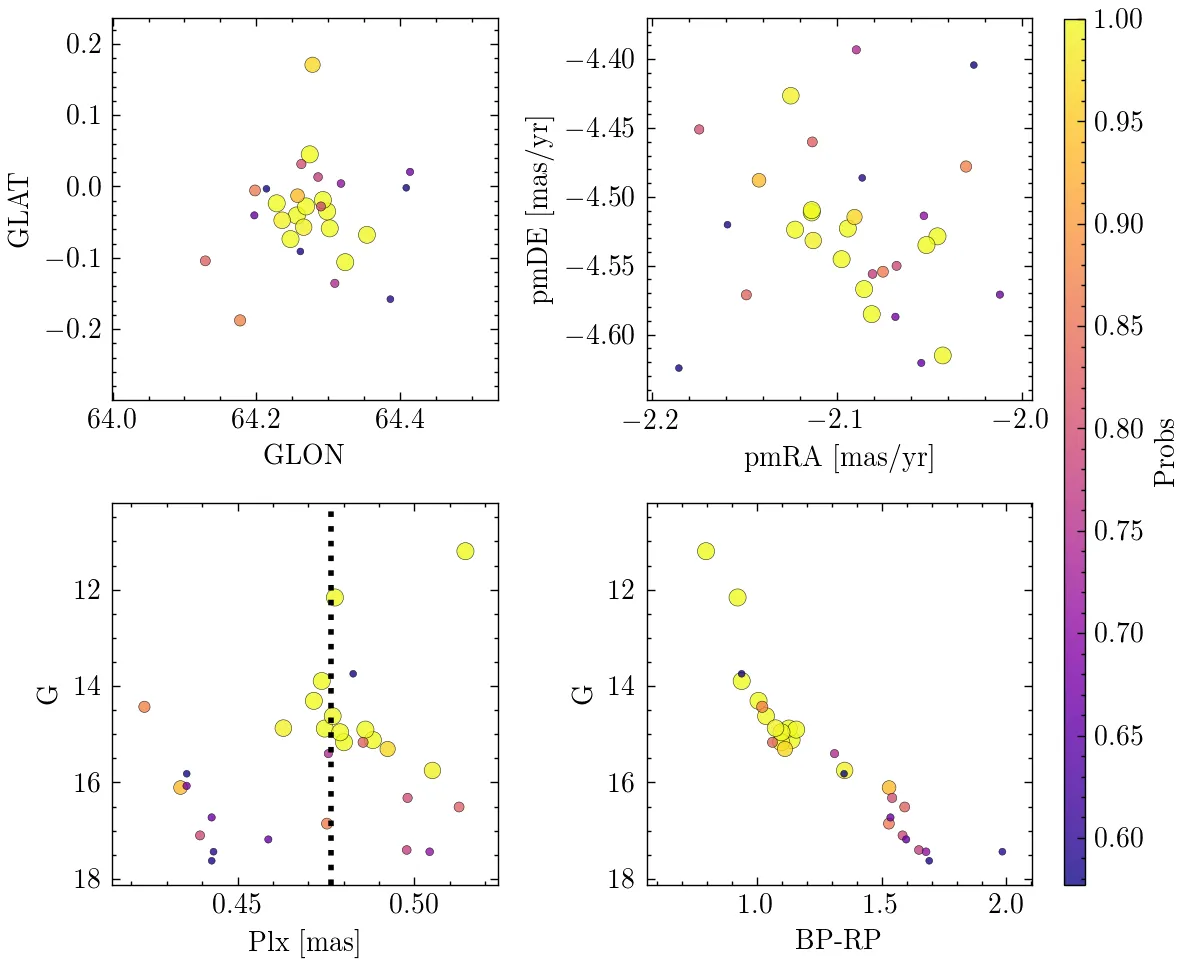 0.2
0.1
0.0
−0.1
−0.2
GLAT
64.0 64.2 64.4
GLON
−4.40
−4.45
−4.50
−4.55
−4.60
pmDE [mas/yr]
−2.2 −2.1 −2.0
pmRA [mas/yr]
12
14
16
18
G
0.45 0.50
Plx [mas]
12
14
16
18
G
1.0 1.5 2.0
BP-RP
1.00
0.95
0.90
0.85
0.80
0.75
0.70
0.65
0.60
Probs